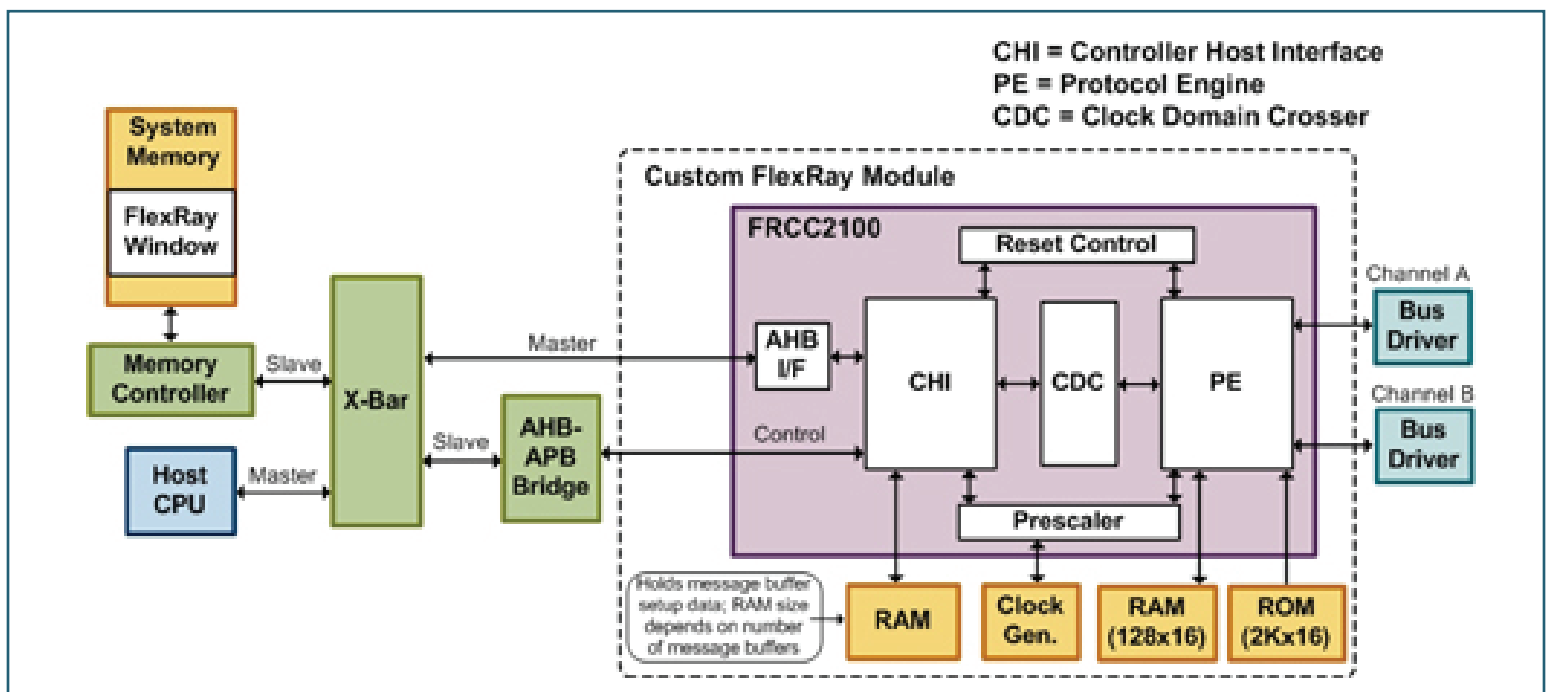 CHI = Controller Host Interface
PE = Protocol Engine
CDC = Clock Domain Crosser
System
Memory
FlexRay
Window
Memory
Controller
Slave
Host
CPU
Master
X-Bar
Master
Slave
AHB-
APB
Bridge
Control
Custom FlexRay Module
FRCC2100
Reset Control
AHB
I/F
CHI
CDC
PE
Prescaler
Channel A
Bus
Driver
Channel B
Bus
Driver
Holds message buffer
setup data; RAM size
depends on number
of message buffers
RAM
Clock
Gen.
RAM
(128x16)
ROM
(2Kx16)